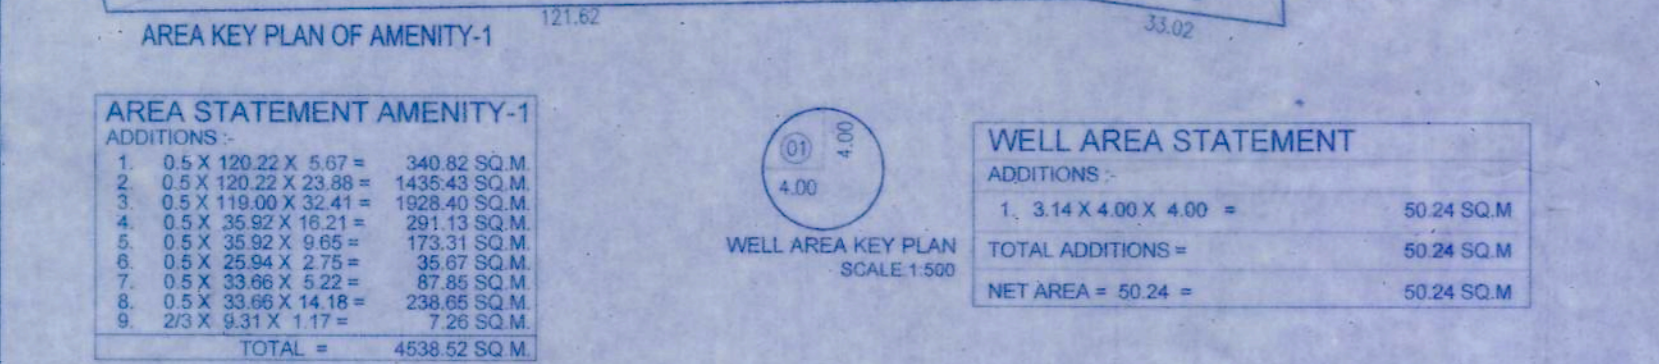 121.62
33.02
AREA KEY PLAN OF AMENITY-1
AREA STATEMENT AMENITY-1
ADDITIONS :-
1. 0.5 X 120.22 X 5.67 = 340.82 SQ.M.
2. 0.5 X 120.22 X 23.88 = 1435.43 SQ.M.
3. 0.5 X 119.00 X 32.41 = 1928.40 SQ.M.
4. 0.5 X 35.92 X 16.21 = 291.13 SQ.M.
5. 0.5 X 35.92 X 9.65 = 173.31 SQ.M.
6. 0.5 X 25.94 X 2.75 = 35.67 SQ.M.
7. 0.5 X 33.66 X 5.22 = 87.85 SQ.M.
8. 0.5 X 33.66 X 14.18 = 238.65 SQ.M.
9. 2/3 X 9.31 X 1.17 = 7.26 SQ.M.
TOTAL = 4538.52 SQ.M.
01
4.00
4.00
WELL AREA KEY PLAN
SCALE:1:500
WELL AREA STATEMENT
ADDITIONS :-
1. 3.14 X 4.00 X 4.00 = 50.24 SQ.M
TOTAL ADDITIONS = 50.24 SQ.M
NET AREA = 50.24 = 50.24 SQ.M